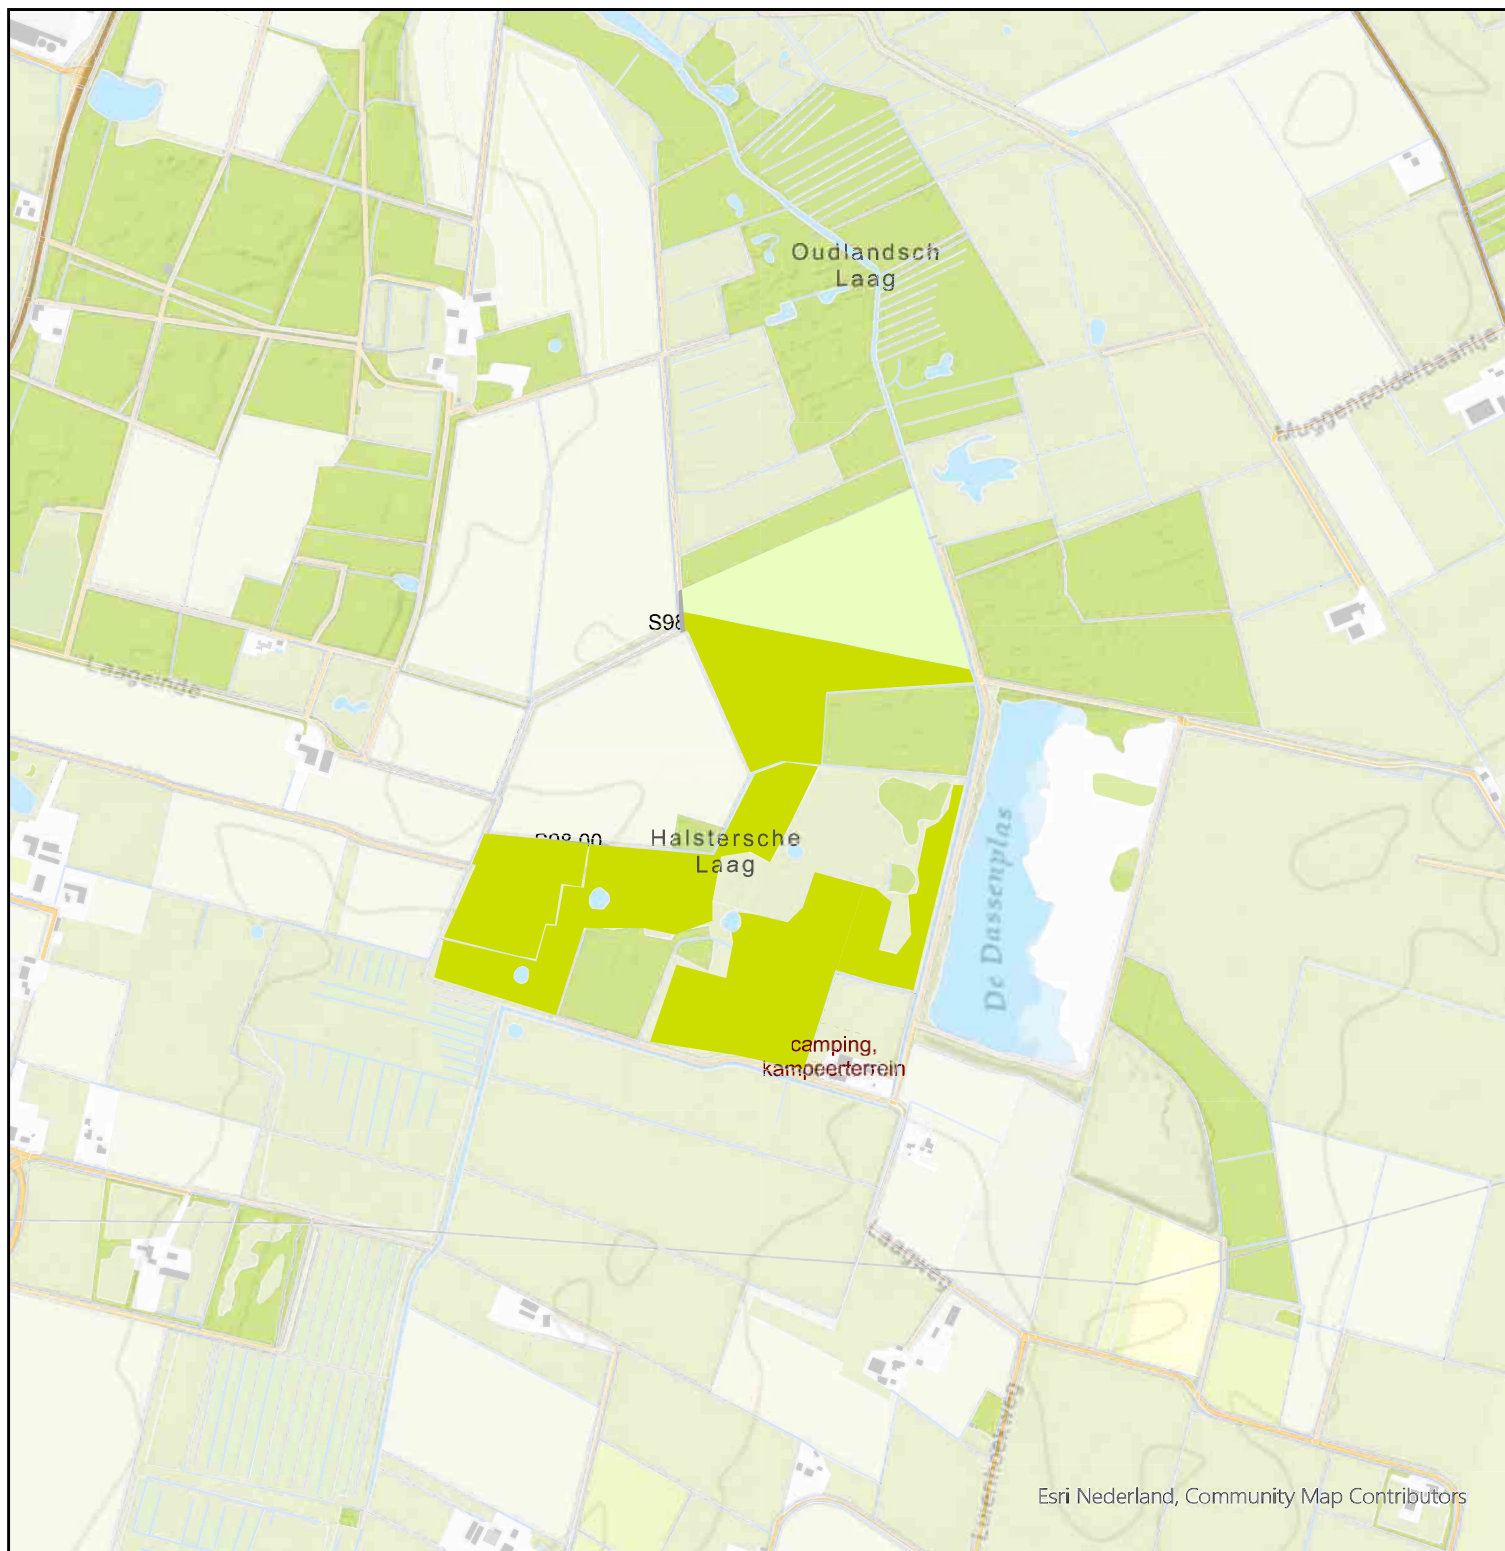 Oudlandsch
Laag
Muggenpolderbaantje
S98
Laageinde
Halstersche
Laag
De Dassenplas
camping,
kampeerterrein
Laagweg
Esri Nederland, Community Map Contributors